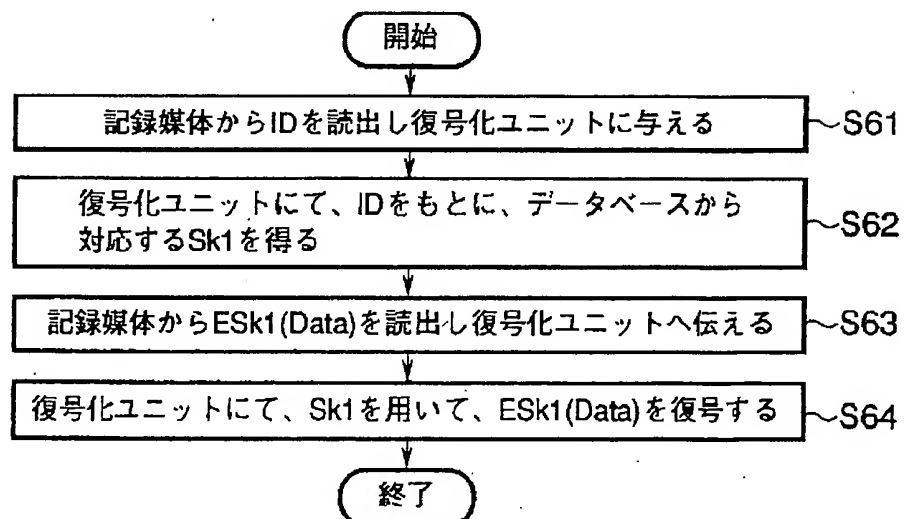 開始
記録媒体からIDを読出し復号化ユニットに与える
S61
復号化ユニットにて、IDをもとに、データベースから
対応するSk1を得る
S62
記録媒体からESk1(Data)を読出し復号化ユニットへ伝える
S63
復号化ユニットにて、Sk1を用いて、ESk1(Data)を復号する
S64
終了